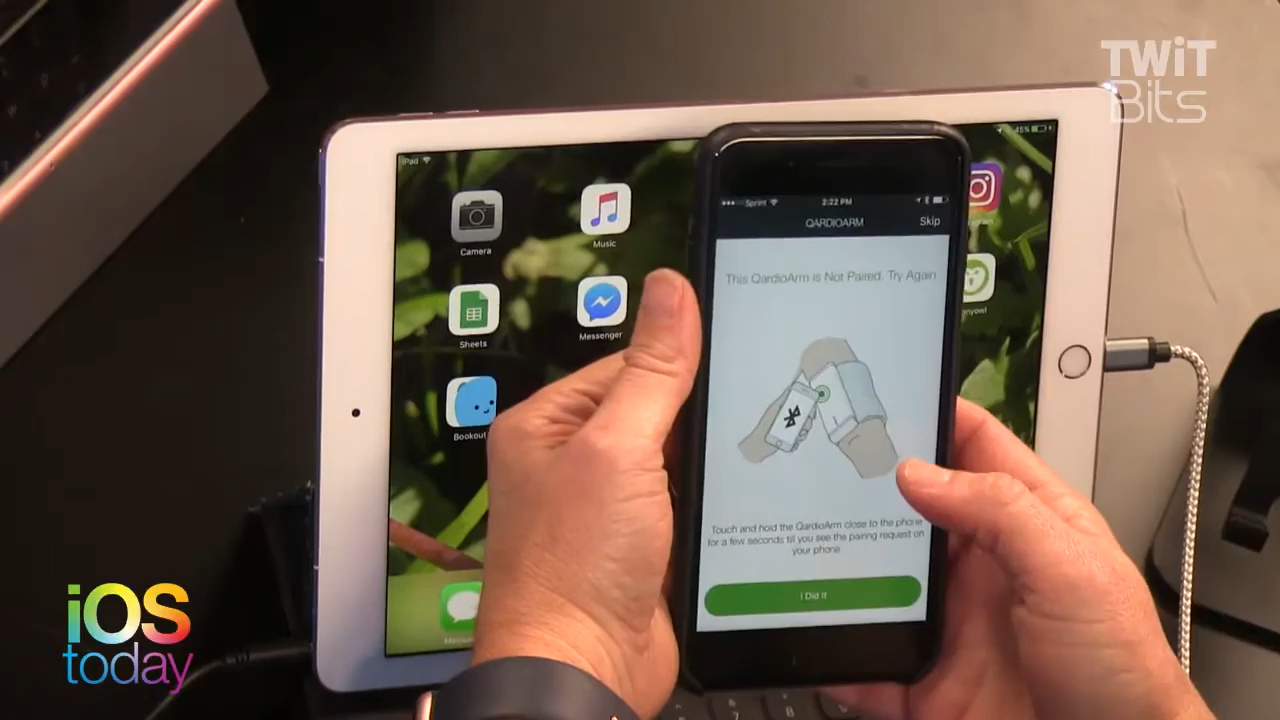 TWiT
Bits
iPad
45%
Camera
Music
Sheets
Messenger
Bookout
Sprint
2:22 PM
QARDIOARM
Skip
This QardioArm is Not Paired. Try Again
Touch and hold the QardioArm close to the phone
for a few seconds till you see the pairing request on
your phone
I Did It
iOS
today